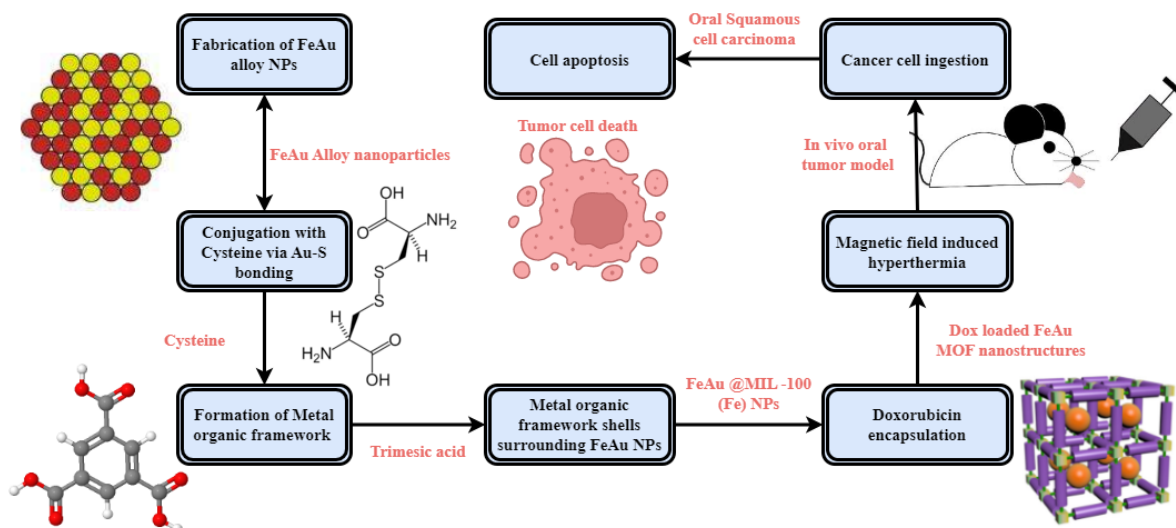 Fabrication of FeAu
alloy NPs
FeAu Alloy nanoparticles
Conjugation with
Cysteine via Au-S
bonding
Cysteine
Formation of Metal
organic framework
Trimesic acid
Metal organic
framework shells
surrounding FeAu NPs
FeAu @MIL -100
(Fe) NPs
Doxorubicin
encapsulation
Dox loaded FeAu
MOF nanostructures
Magnetic field induced
hyperthermia
In vivo oral
tumor model
Cancer cell ingestion
Oral Squamous
cell carcinoma
Cell apoptosis
Tumor cell death
OH
O
NH2
H
S
S
H
O
H2N
OH